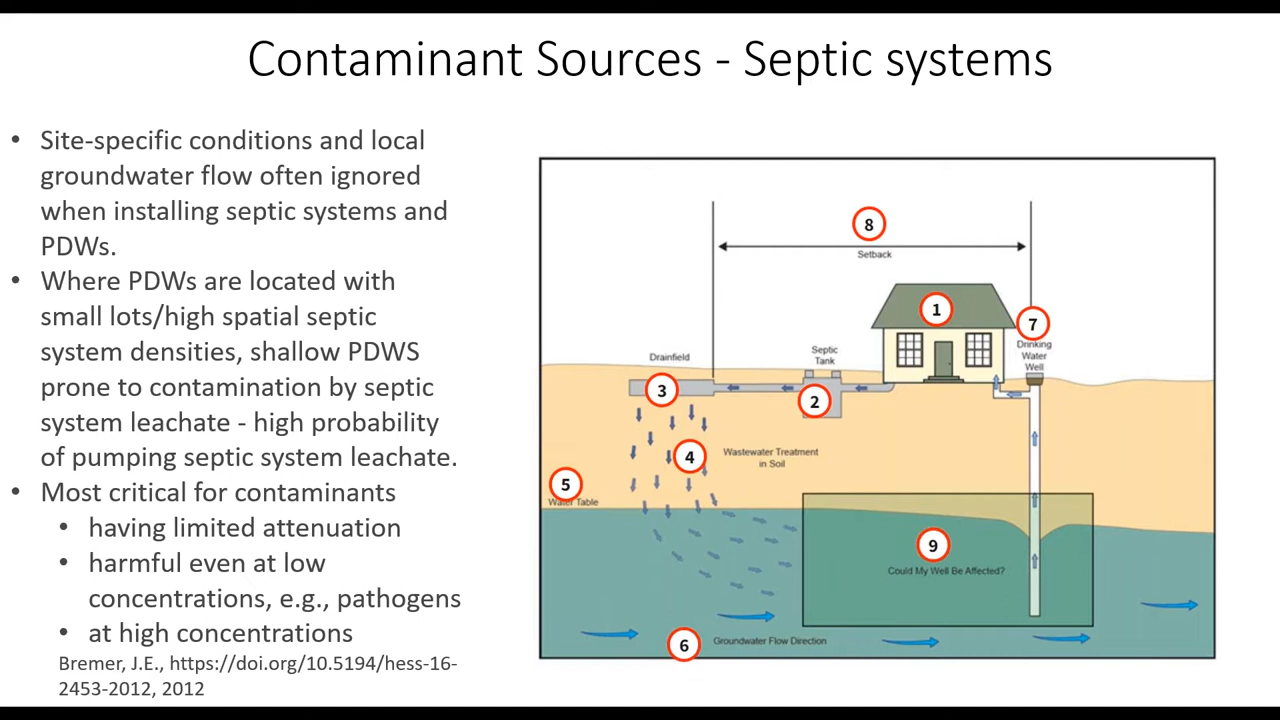 Contaminant Sources - Septic systems
• Site-specific conditions and local
groundwater flow often ignored
when installing septic systems and
PDWs.
• Where PDWs are located with
small lots/high spatial septic
system densities, shallow PDWS
prone to contamination by septic
system leachate - high probability
of pumping septic system leachate.
• Most critical for contaminants
• having limited attenuation
• harmful even at low
concentrations, e.g., pathogens
• at high concentrations
Bremer, J.E., https://doi.org/10.5194/hess-16-
2453-2012, 2012
8
Setback
1
7
Drinking
Water
Well
Septic
Tank
Drainfield
3
2
4
Wastewater Treatment
in Soil
5
Water Table
9
Could My Well Be Affected?
6
Groundwater Flow Direction